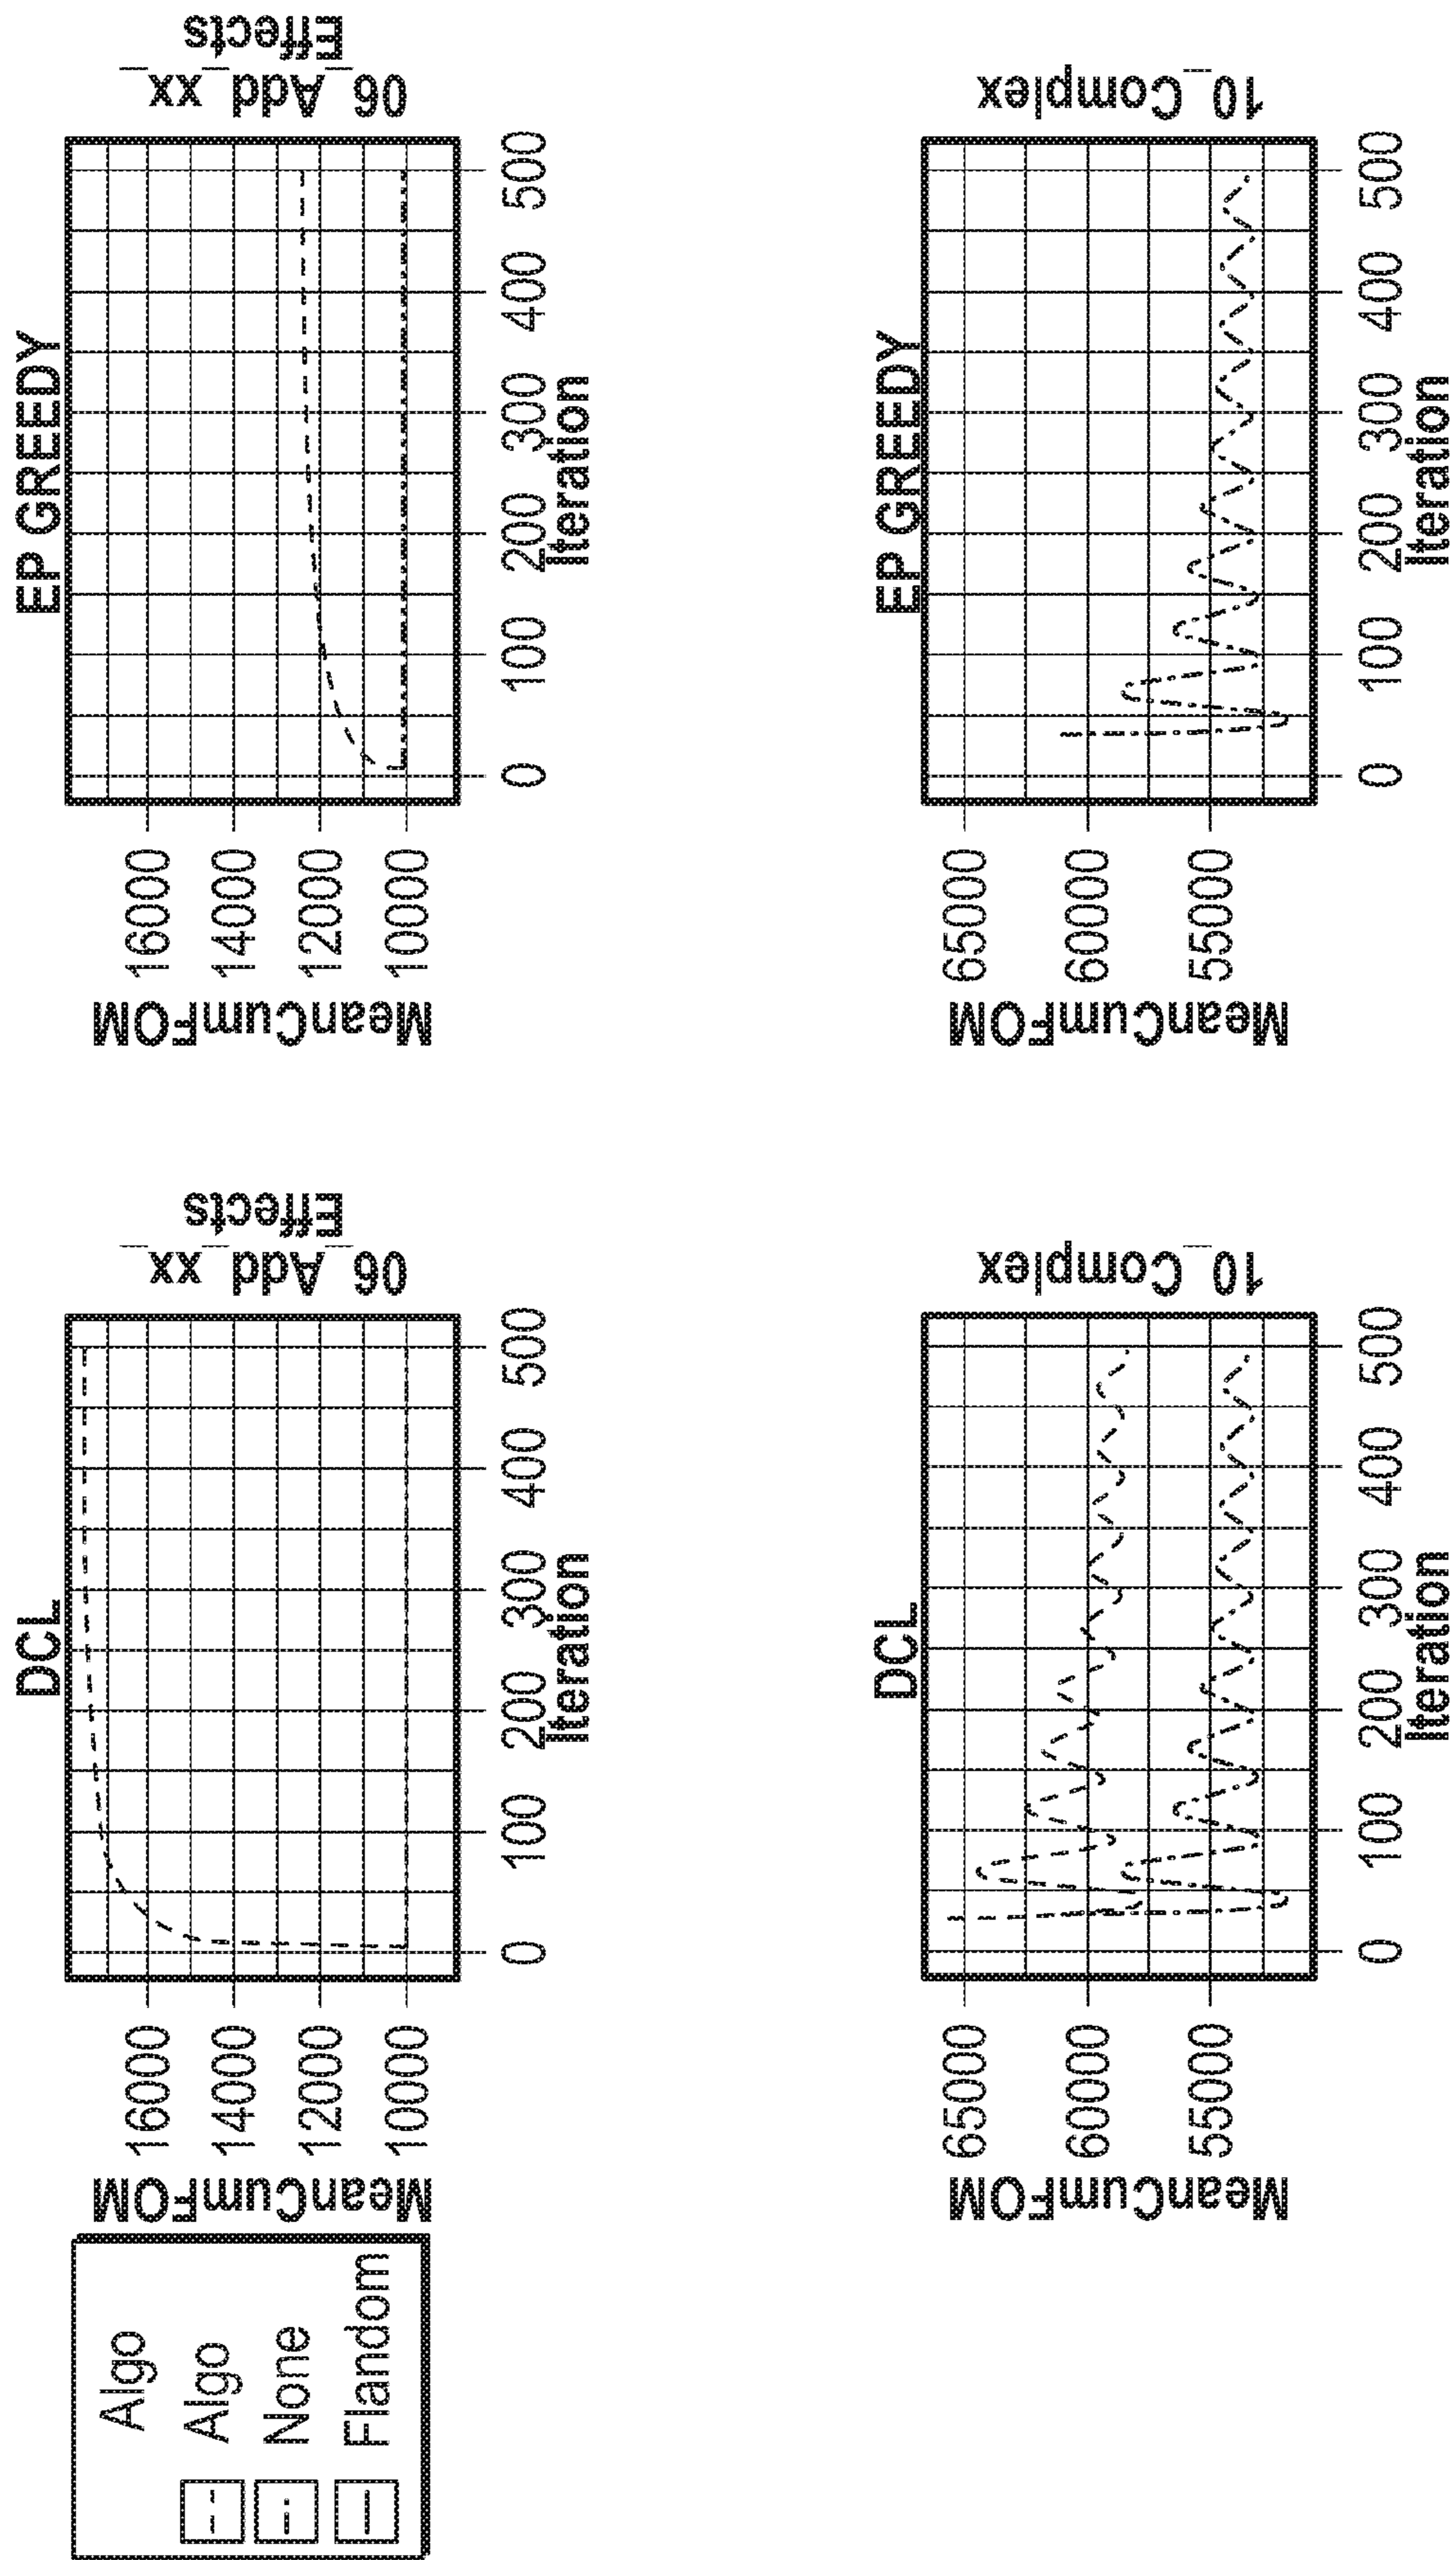 Algo
Algo
None
Flandom
DCL
MeanCumFOM
16000
14000
12000
10000
0 100 200 300 400 500
Iteration
06_Add_xx_
Effects
EP GREEDY
MeanCumFOM
16000
14000
12000
10000
0 100 200 300 400 500
Iteration
06_Add_xx_
Effects
DCL
MeanCumFOM
65000
60000
55000
0 100 200 300 400 500
Iteration
10_Complex
EP GREEDY
MeanCumFOM
65000
60000
55000
0 100 200 300 400 500
Iteration
10_Complex